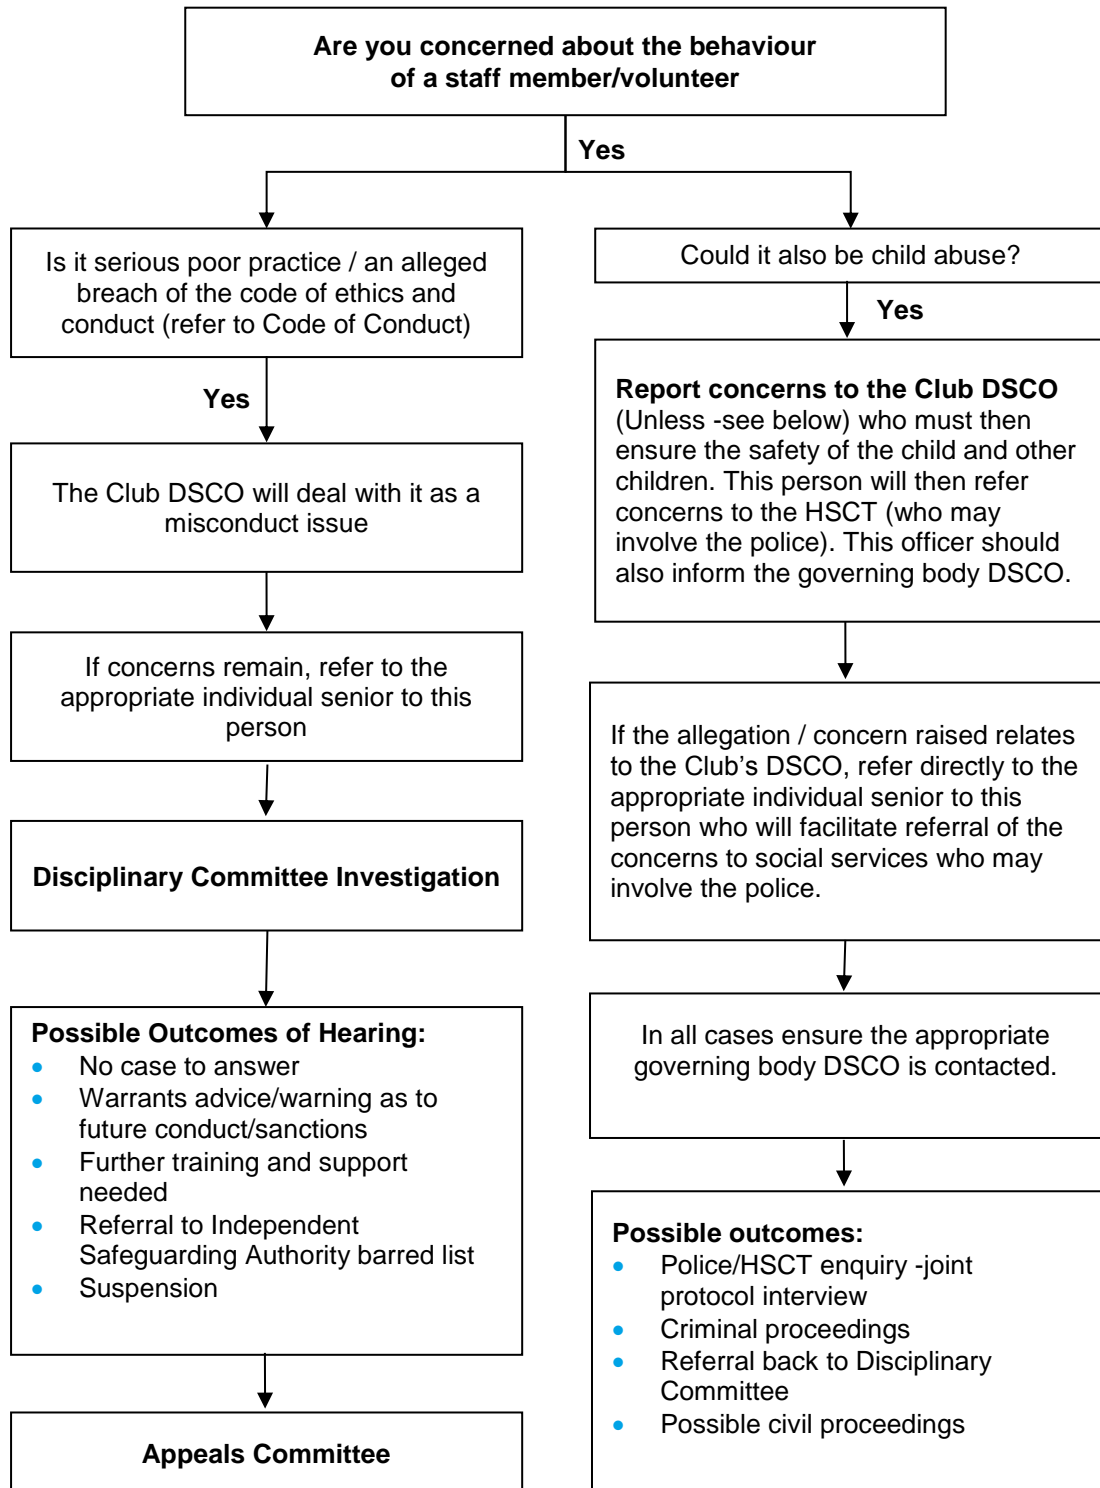 Are you concerned about the behaviour
of a staff member/volunteer
Yes
Is it serious poor practice / an alleged
breach of the code of ethics and
conduct (refer to Code of Conduct)
Yes
The Club DSCO will deal with it as a
misconduct issue
If concerns remain, refer to the
appropriate individual senior to this
person
Disciplinary Committee Investigation
Possible Outcomes of Hearing:
• No case to answer
• Warrants advice/warning as to
future conduct/sanctions
• Further training and support
needed
• Referral to Independent
Safeguarding Authority barred list
• Suspension
Appeals Committee
Could it also be child abuse?
Yes
Report concerns to the Club DSCO
(Unless -see below) who must then
ensure the safety of the child and other
children. This person will then refer
concerns to the HSCT (who may
involve the police). This officer should
also inform the governing body DSCO.
If the allegation / concern raised relates
to the Club's DSCO, refer directly to the
appropriate individual senior to this
person who will facilitate referral of the
concerns to social services who may
involve the police.
In all cases ensure the appropriate
governing body DSCO is contacted.
Possible outcomes:
• Police/HSCT enquiry -joint
protocol interview
• Criminal proceedings
• Referral back to Disciplinary
Committee
• Possible civil proceedings